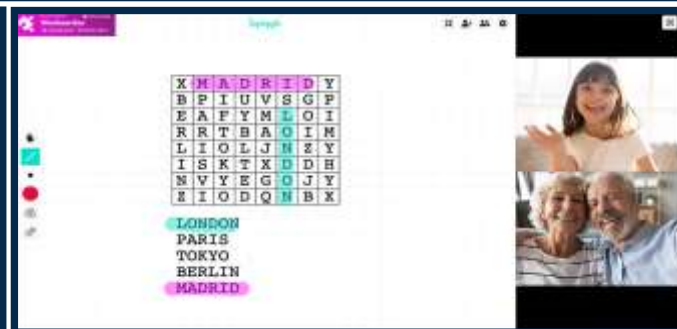 X M A D R I D Y
B P I U V S G P
E A F Y M L O I
R R T B A O I M
L I O L J N Z Y
I S K T X D D H
N V Y E G O J Y
Z I O D Q N B X
LONDON
PARIS
TOKYO
BERLIN
MADRID